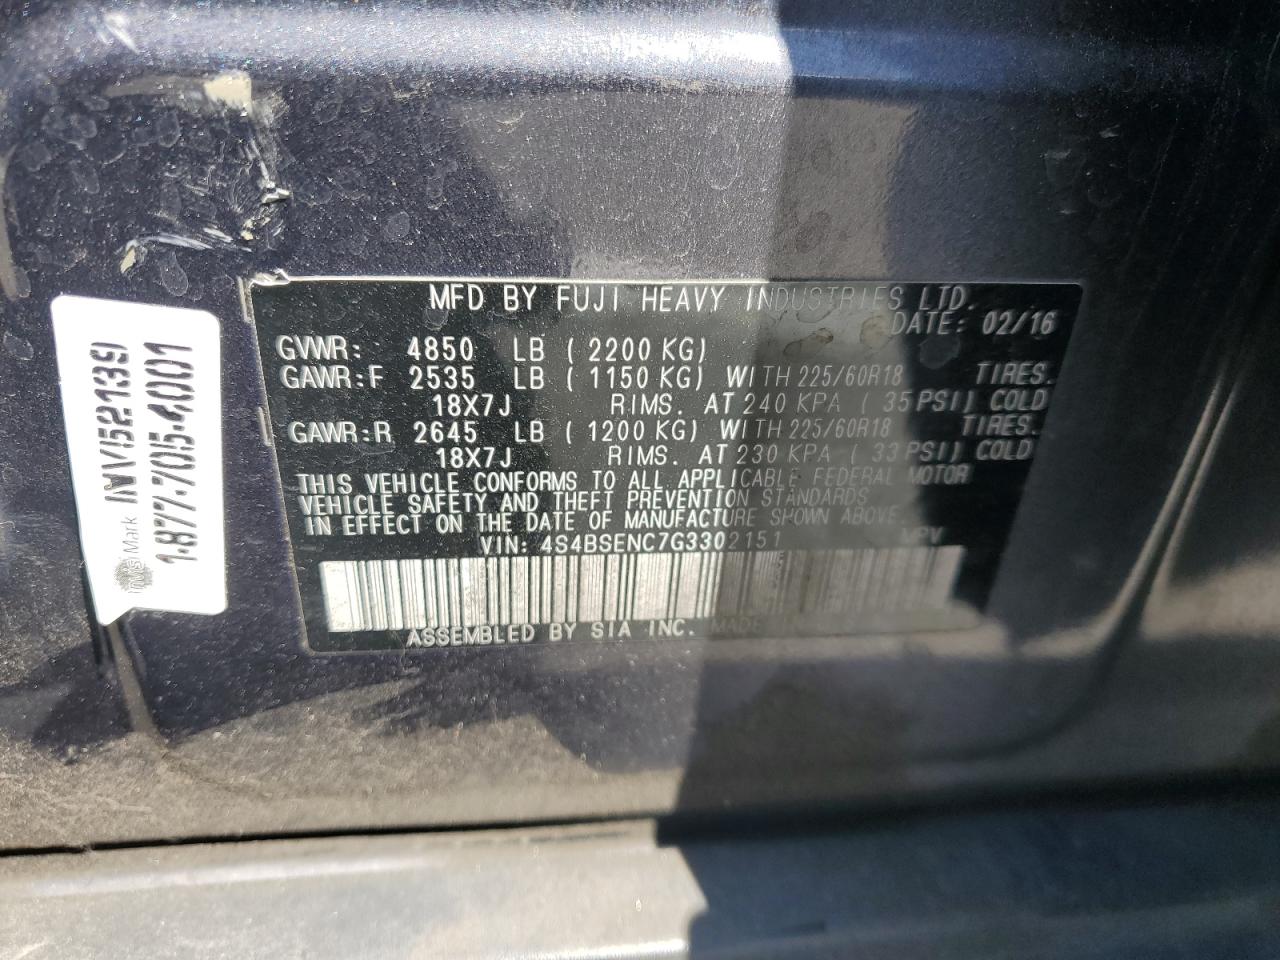 MFD BY FUJI HEAVY INDUSTRIES LTD.
DATE: 02/16
GVWR: 4850 LB ( 2200 KG)
GAWR:F 2535 LB ( 1150 KG) WITH 225/60R18 TIRES.
18X7J RIMS. AT 240 KPA ( 35 PSI) COLD
GAWR:R 2645 LB ( 1200 KG) WITH 225/60R18 TIRES.
18X7J RIMS. AT 230 KPA ( 33 PSI) COLD
THIS VEHICLE CONFORMS TO ALL APPLICABLE FEDERAL MOTOR
VEHICLE SAFETY AND THEFT PREVENTION STANDARDS
IN EFFECT ON THE DATE OF MANUFACTURE SHOWN ABOVE.
VIN: 4S4BSENC7G3302151 MPV
ASSEMBLED BY SIA INC. MADE IN
Mark INV1522139
1.877.705.4001